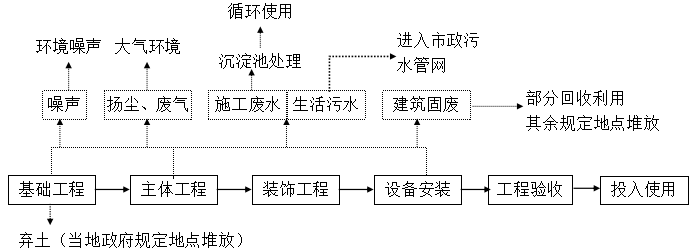 循环使用
环境噪声
大气环境
沉淀池处理
进入市政污
水管网
噪声
扬尘、废气
施工废水
生活污水
建筑固废
部分回收利用
其余规定地点堆放
基础工程
主体工程
装饰工程
设备安装
工程验收
投入使用
弃土（当地政府规定地点堆放）